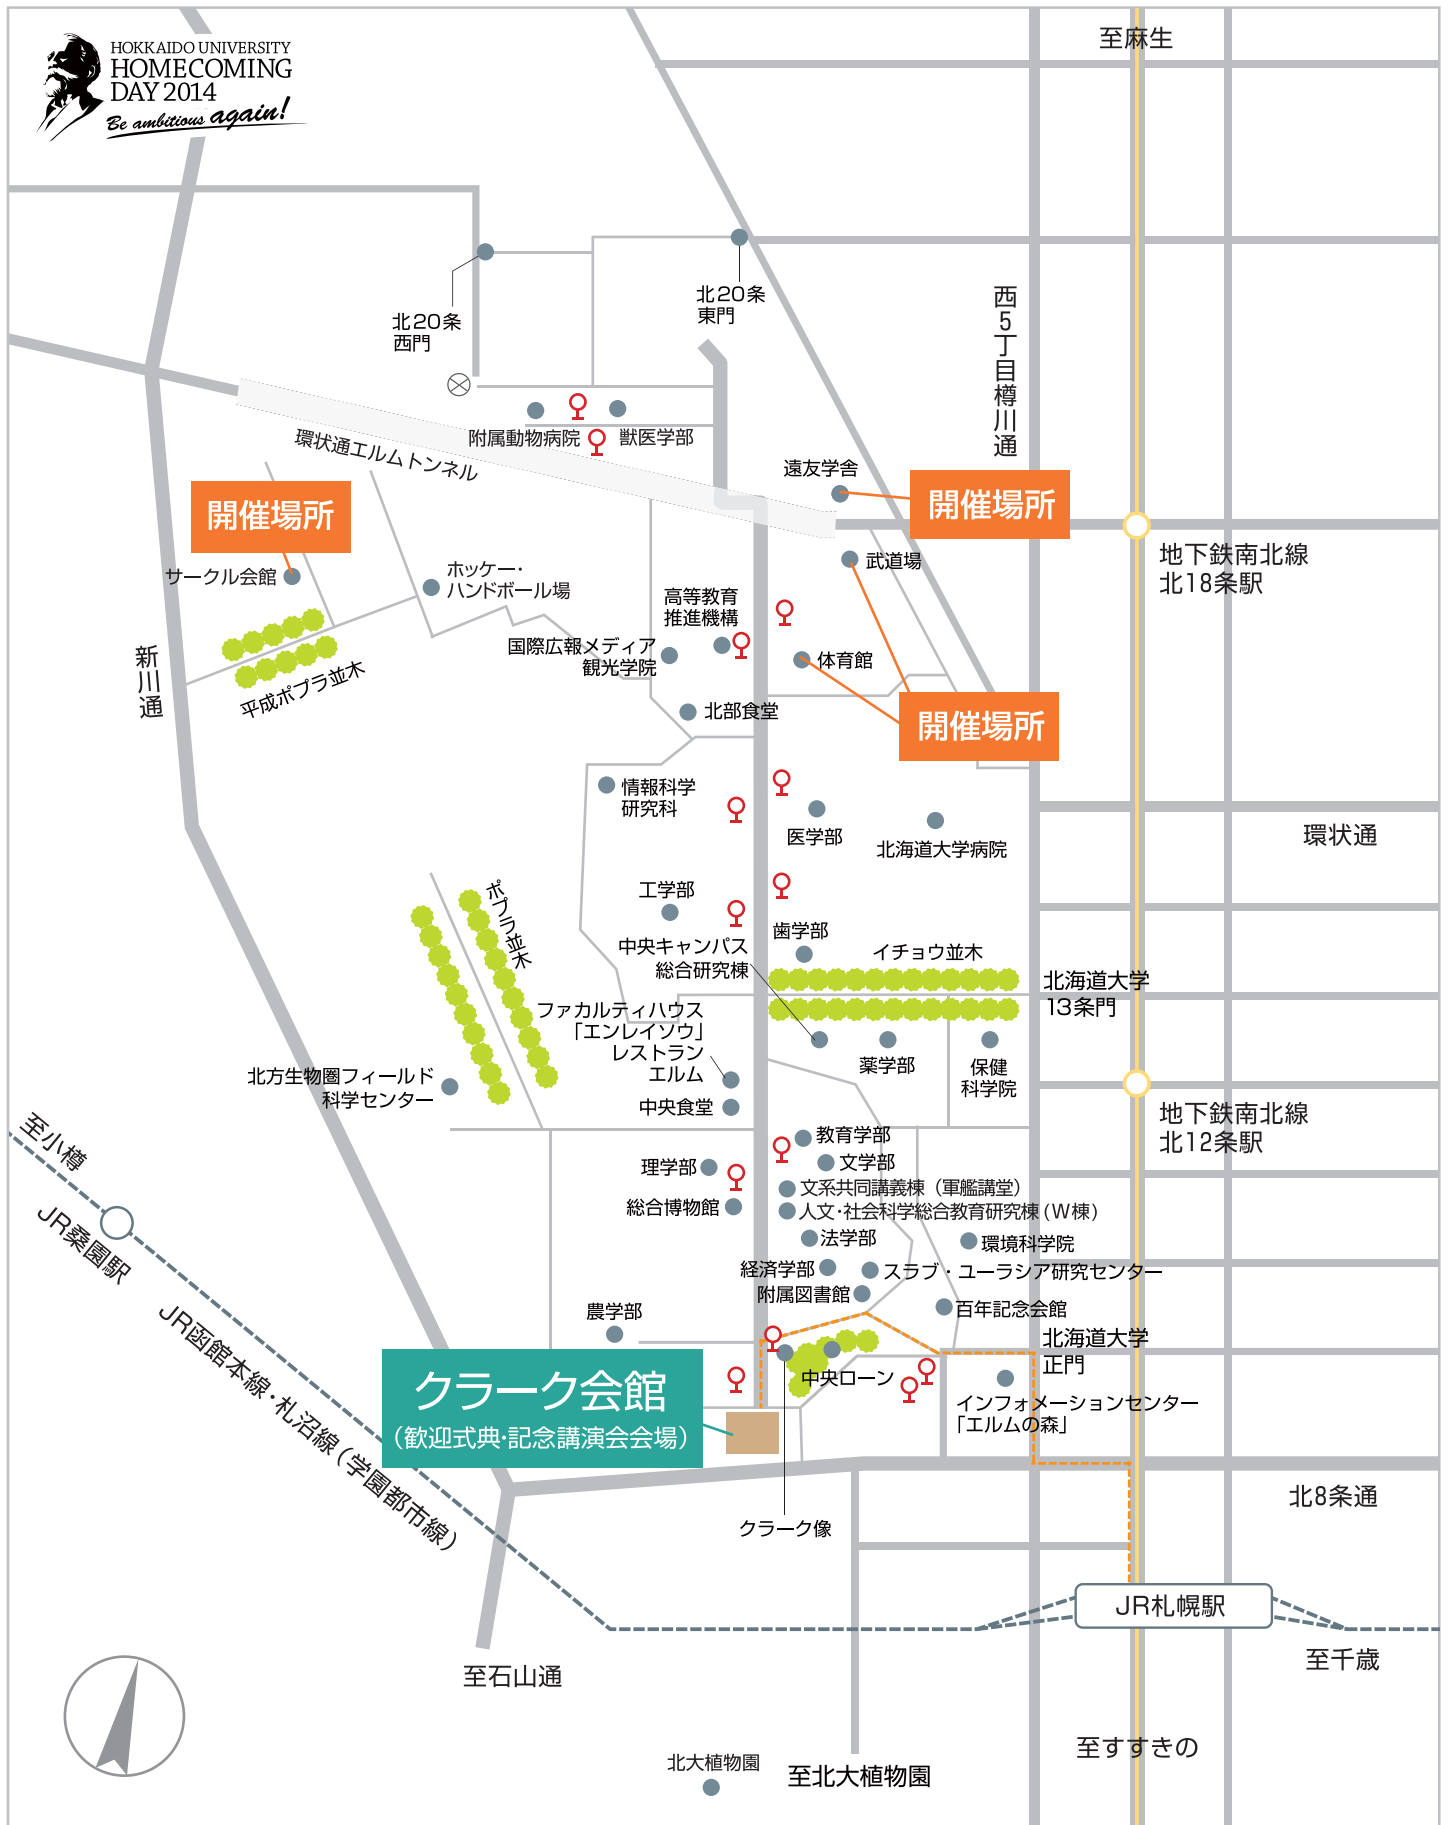 HOKKAIDO UNIVERSITY
HOMECOMING
DAY 2014
Be ambitious again!
至麻生
北20条
西門
北20条
東門
西5丁目樽川通
環状通エルムトンネル
附属動物病院
獣医学部
遠友学舎
開催場所
開催場所
サークル会館
ホッケー・
ハンドボール場
武道場
地下鉄南北線
北18条駅
高等教育
推進機構
国際広報メディア
観光学院
体育館
新川通
平成ポプラ並木
北部食堂
開催場所
情報科学
研究科
医学部
北海道大学病院
環状通
工学部
ポプラ並木
歯学部
中央キャンパス
総合研究棟
イチョウ並木
北海道大学
13条門
ファカルティハウス
「エンレイソウ」
レストラン
エルム
薬学部
保健
科学院
北方生物圏フィールド
科学センター
中央食堂
地下鉄南北線
北12条駅
至小樽
教育学部
文学部
理学部
文系共同講義棟（軍艦講堂）
総合博物館
人文・社会科学総合教育研究棟（W棟）
JR桑園駅
法学部
環境科学院
経済学部
スラブ・ユーラシア研究センター
附属図書館
百年記念会館
農学部
JR函館本線・札沼線（学園都市線）
北海道大学
正門
クラーク会館
（歓迎式典・記念講演会会場）
中央ローン
インフォメーションセンター
「エルムの森」
北8条通
クラーク像
JR札幌駅
至石山通
至千歳
至すすきの
北大植物園
至北大植物園